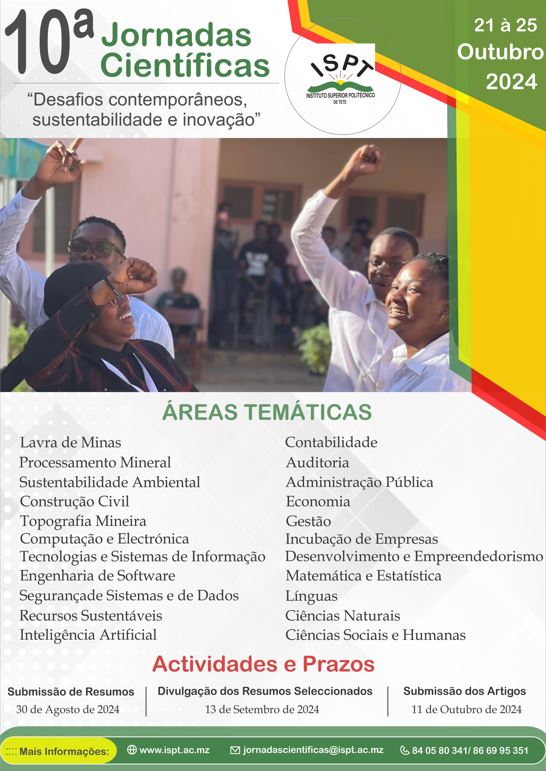 10ª Jornadas
Científicas
“Desafios contemporâneos,
sustentabilidade e inovação”
ISPT
INSTITUTO SUPERIOR POLITÉCNICO
DE TETE
21 à 25
Outubro
2024
ÁREAS TEMÁTICAS
Lavra de Minas
Processamento Mineral
Sustentabilidade Ambiental
Construção Civil
Topografia Mineira
Computação e Electrónica
Tecnologias e Sistemas de Informação
Engenharia de Software
Segurançade Sistemas e de Dados
Recursos Sustentáveis
Inteligência Artificial
Contabilidade
Auditoria
Administração Pública
Economia
Gestão
Incubação de Empresas
Desenvolvimento e Empreendedorismo
Matemática e Estatística
Línguas
Ciências Naturais
Ciências Sociais e Humanas
Actividades e Prazos
Submissão de Resumos
30 de Agosto de 2024
Divulgação dos Resumos Seleccionados
13 de Setembro de 2024
Submissão dos Artigos
11 de Outubro de 2024
Mais Informações:
www.ispt.ac.mz
jornadascientificas@ispt.ac.mz
84 05 80 341/ 86 69 95 351